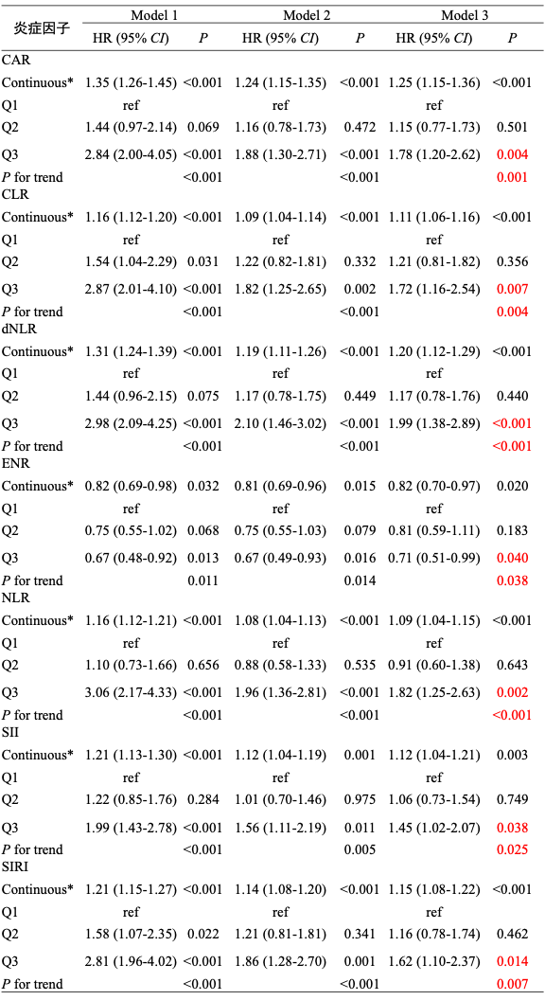 炎症因子 Model 1 Model 2 Model 3
HR (95% CI) P HR (95% CI) P HR (95% CI) P
CAR
Continuous* 1.35 (1.26-1.45) <0.001 1.24 (1.15-1.35) <0.001 1.25 (1.15-1.36) <0.001
Q1 ref ref ref
Q2 1.44 (0.97-2.14) 0.069 1.16 (0.78-1.73) 0.472 1.15 (0.77-1.73) 0.501
Q3 2.84 (2.00-4.05) <0.001 1.88 (1.30-2.71) <0.001 1.78 (1.20-2.62) 0.004
P for trend <0.001 <0.001 0.001
CLR
Continuous* 1.16 (1.12-1.20) <0.001 1.09 (1.04-1.14) <0.001 1.11 (1.06-1.16) <0.001
Q1 ref ref ref
Q2 1.54 (1.04-2.29) 0.031 1.22 (0.82-1.81) 0.332 1.21 (0.81-1.82) 0.356
Q3 2.87 (2.01-4.10) <0.001 1.82 (1.25-2.65) 0.002 1.72 (1.16-2.54) 0.007
P for trend <0.001 <0.001 0.004
dNLR
Continuous* 1.31 (1.24-1.39) <0.001 1.19 (1.11-1.26) <0.001 1.20 (1.12-1.29) <0.001
Q1 ref ref ref
Q2 1.44 (0.96-2.15) 0.075 1.17 (0.78-1.75) 0.449 1.17 (0.78-1.76) 0.440
Q3 2.98 (2.09-4.25) <0.001 2.10 (1.46-3.02) <0.001 1.99 (1.38-2.89) <0.001
P for trend <0.001 <0.001 <0.001
ENR
Continuous* 0.82 (0.69-0.98) 0.032 0.81 (0.69-0.96) 0.015 0.82 (0.70-0.97) 0.020
Q1 ref ref ref
Q2 0.75 (0.55-1.02) 0.068 0.75 (0.55-1.03) 0.079 0.81 (0.59-1.11) 0.183
Q3 0.67 (0.48-0.92) 0.013 0.67 (0.49-0.93) 0.016 0.71 (0.51-0.99) 0.040
P for trend 0.011 0.014 0.038
NLR
Continuous* 1.16 (1.12-1.21) <0.001 1.08 (1.04-1.13) <0.001 1.09 (1.04-1.15) <0.001
Q1 ref ref ref
Q2 1.10 (0.73-1.66) 0.656 0.88 (0.58-1.33) 0.535 0.91 (0.60-1.38) 0.643
Q3 3.06 (2.17-4.33) <0.001 1.96 (1.36-2.81) <0.001 1.82 (1.25-2.63) 0.002
P for trend <0.001 <0.001 <0.001
SII
Continuous* 1.21 (1.13-1.30) <0.001 1.12 (1.04-1.19) 0.001 1.12 (1.04-1.21) 0.003
Q1 ref ref ref
Q2 1.22 (0.85-1.76) 0.284 1.01 (0.70-1.46) 0.975 1.06 (0.73-1.54) 0.749
Q3 1.99 (1.43-2.78) <0.001 1.56 (1.11-2.19) 0.011 1.45 (1.02-2.07) 0.038
P for trend <0.001 0.005 0.025
SIRI
Continuous* 1.21 (1.15-1.27) <0.001 1.14 (1.08-1.20) <0.001 1.15 (1.08-1.22) <0.001
Q1 ref ref ref
Q2 1.58 (1.07-2.35) 0.022 1.21 (0.81-1.81) 0.341 1.16 (0.78-1.74) 0.462
Q3 2.81 (1.96-4.02) <0.001 1.86 (1.28-2.70) 0.001 1.62 (1.10-2.37) 0.014
P for trend <0.001 <0.001 0.007